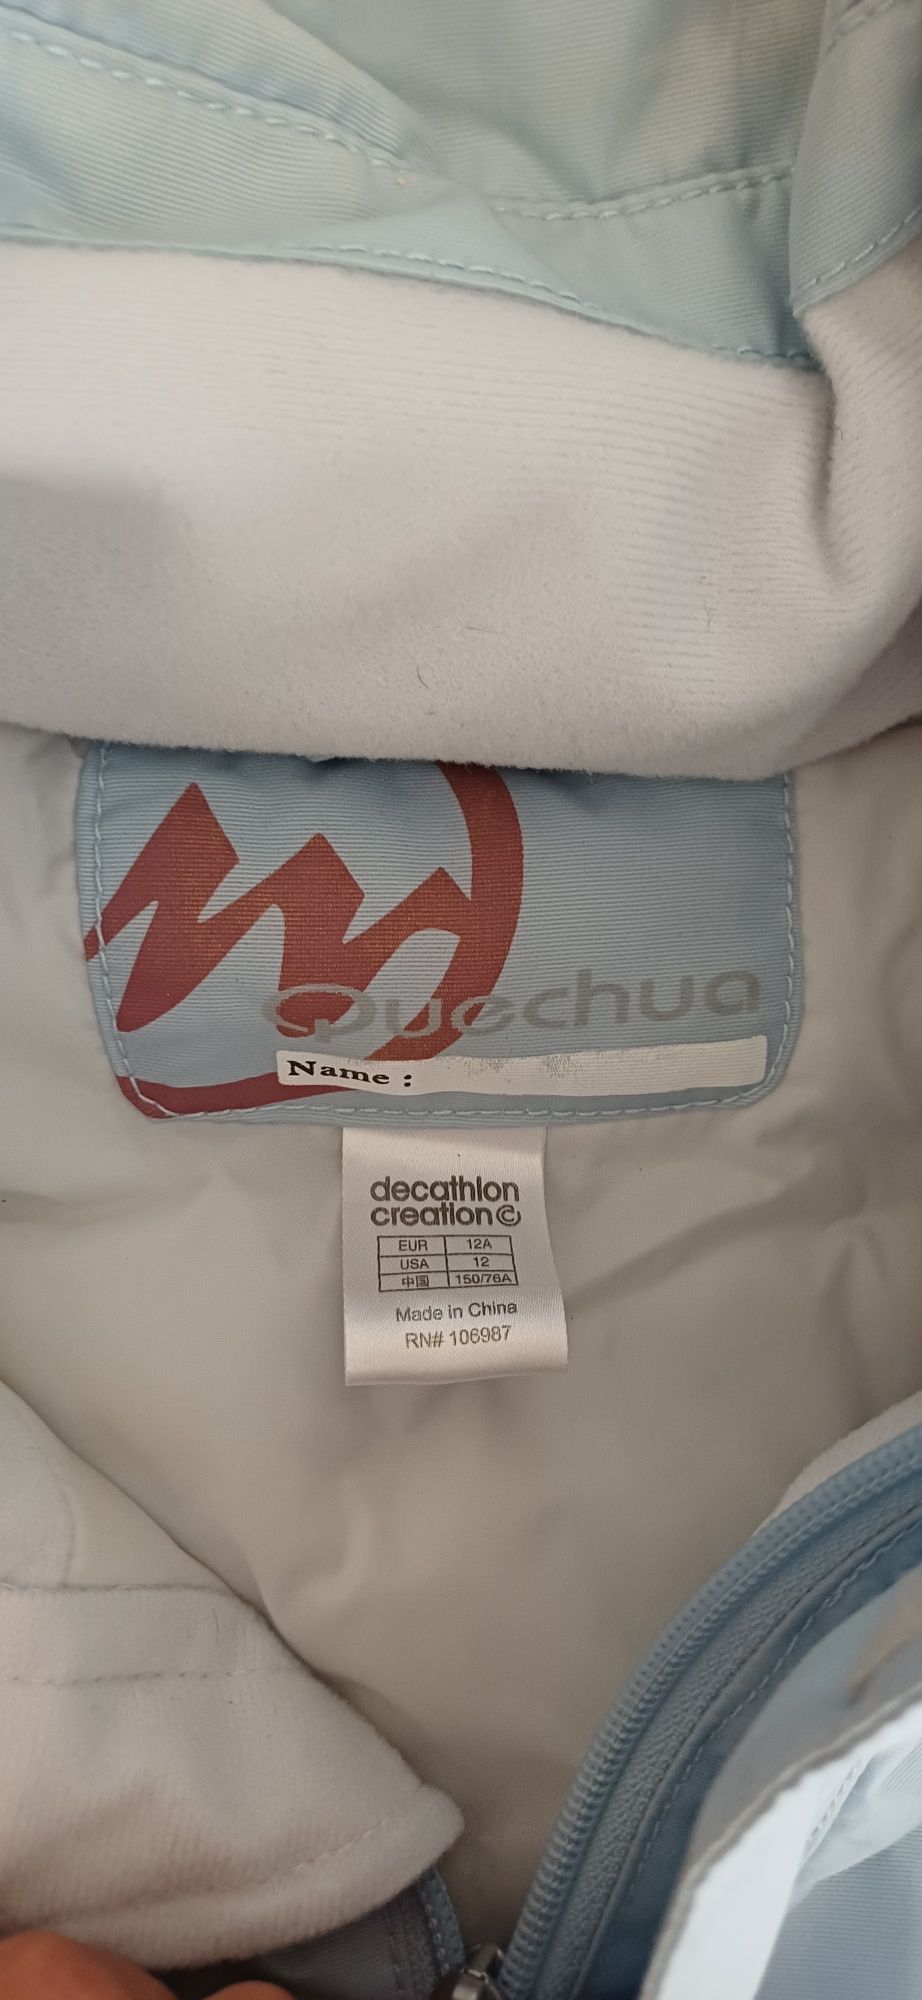 Quechua
Name :
decathlon
creation©
EUR 12A
USA 12
中国 150/76A
Made in China
RN# 106987